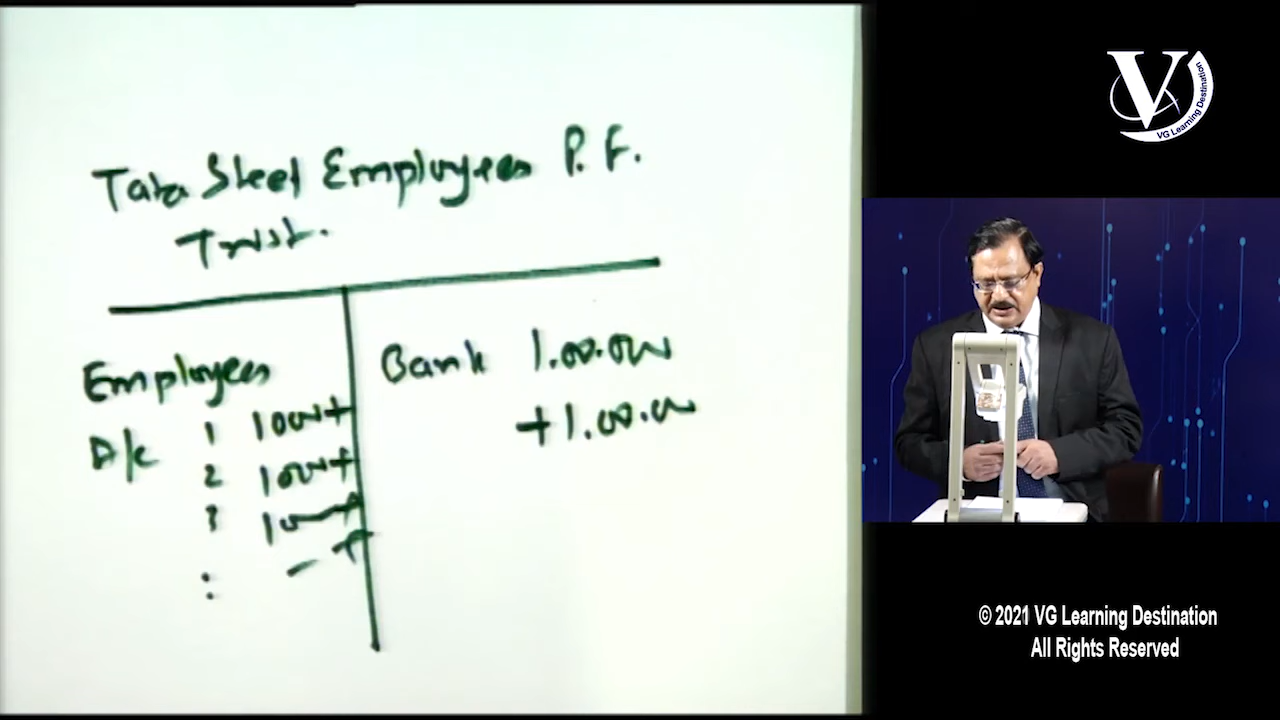 Tata Steel Employees P.F.
Trust.
Employees
A/c
1 1000+
2 1000+
3 1000+
:
- +
Bank 1.00.000
+1.00.000
V
VG Learning Destination
© 2021 VG Learning Destination
All Rights Reserved